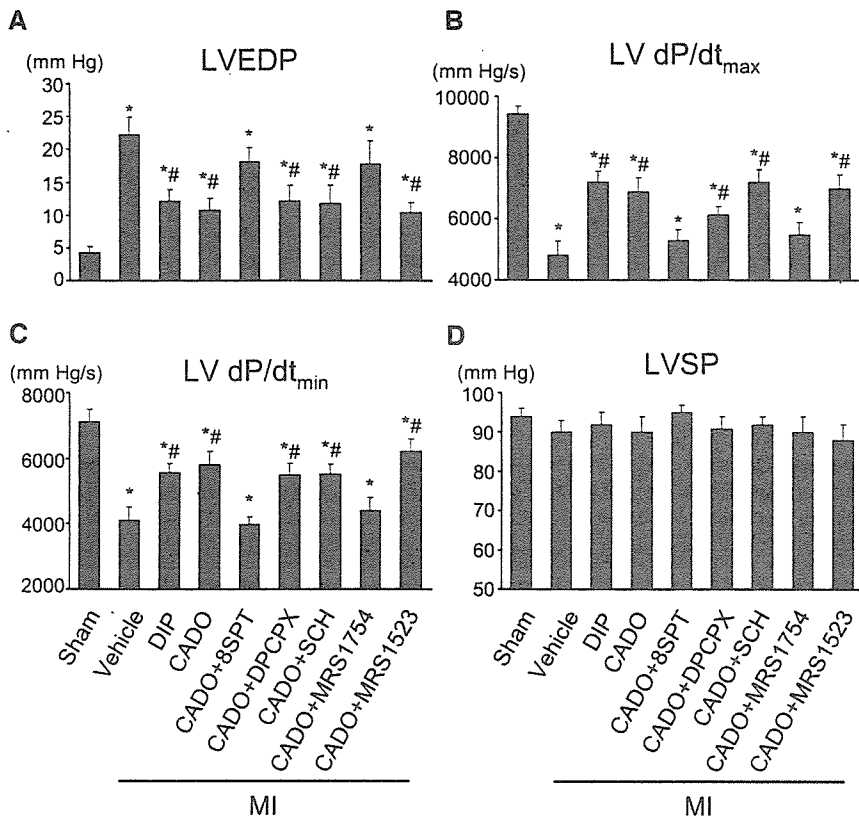 A
LVEDP
(mm Hg)
30
25
20
15
10
5
0
*
*#
*#
*
*#
*#
*
*#
B
LV dP/dtmax
(mm Hg/s)
10000
8000
6000
4000
*
*#
*#
*
*#
*#
*
*#
C
LV dP/dtmin
(mm Hg/s)
8000
6000
4000
2000
*
*#
*#
*
*#
*#
*
*#
Sham
Vehicle
DIP
CADO
CADO+8SPT
CADO+DPCPX
CADO+SCH
CADO+MRS1754
CADO+MRS1523
MI
D
LVSP
(mm Hg)
100
90
80
70
60
50
Sham
Vehicle
DIP
CADO
CADO+8SPT
CADO+DPCPX
CADO+SCH
CADO+MRS1754
CADO+MRS1523
MI